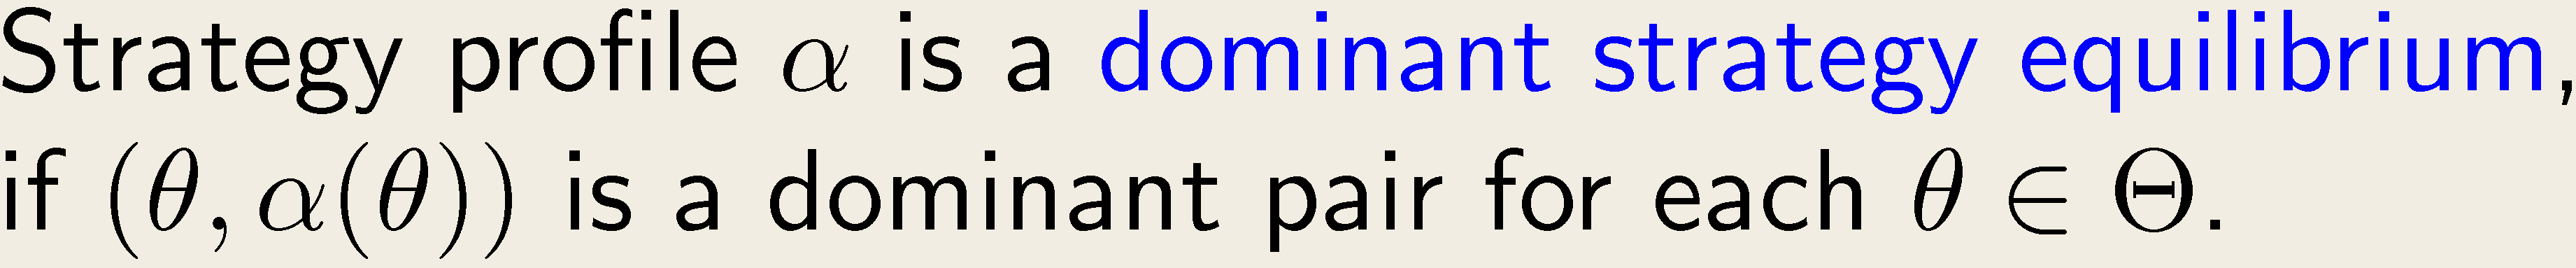 Strategy profile α is a dominant strategy equilibrium,
if (θ, α(θ)) is a dominant pair for each θ ∈ Θ.